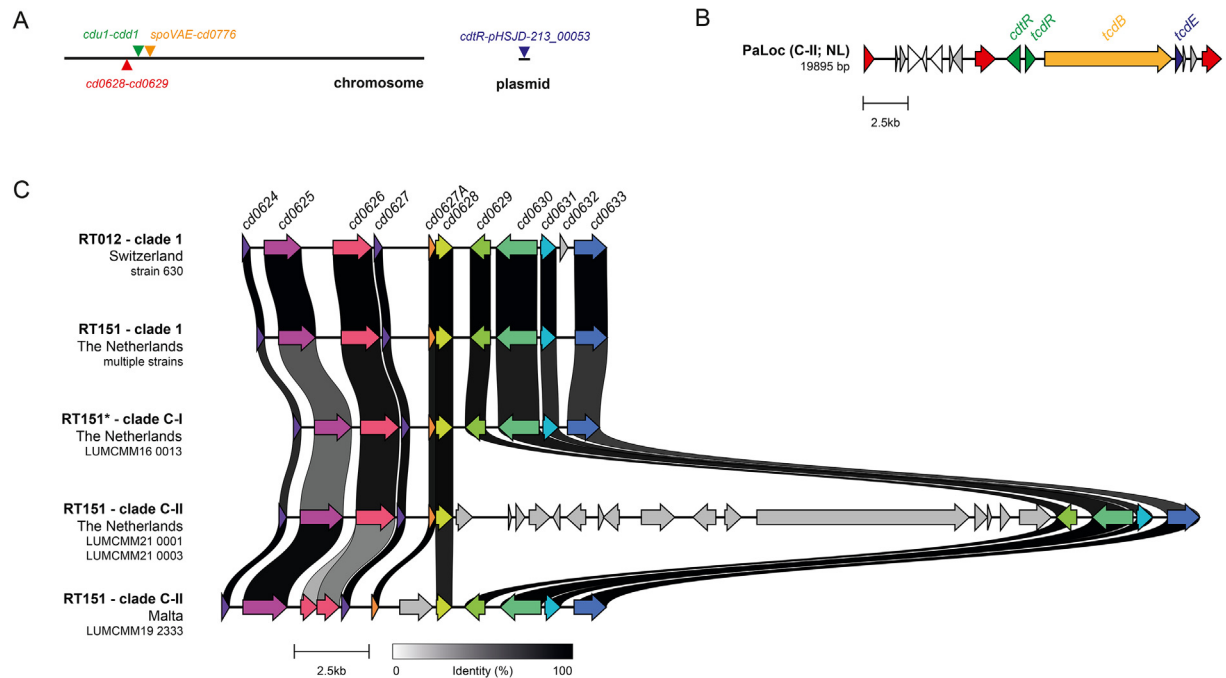 A
cdu1-cdd1
spoVAE-cd0776
cd0628-cd0629
chromosome
cdtR-pHSJD-213_00053
plasmid
B
PaLoc (C-II; NL)
19895 bp
cdtR
tcdR
tcdB
tcdE
2.5kb
C
cd0624
cd0625
cd0626
cd0627
cd0627A
cd0628
cd0629
cd0630
cd0631
cd0632
cd0633
RT012 - clade 1
Switzerland
strain 630
RT151 - clade 1
The Netherlands
multiple strains
RT151* - clade C-I
The Netherlands
LUMCMM16 0013
RT151 - clade C-II
The Netherlands
LUMCMM21 0001
LUMCMM21 0003
RT151 - clade C-II
Malta
LUMCMM19 2333
2.5kb
0 Identity (%) 100